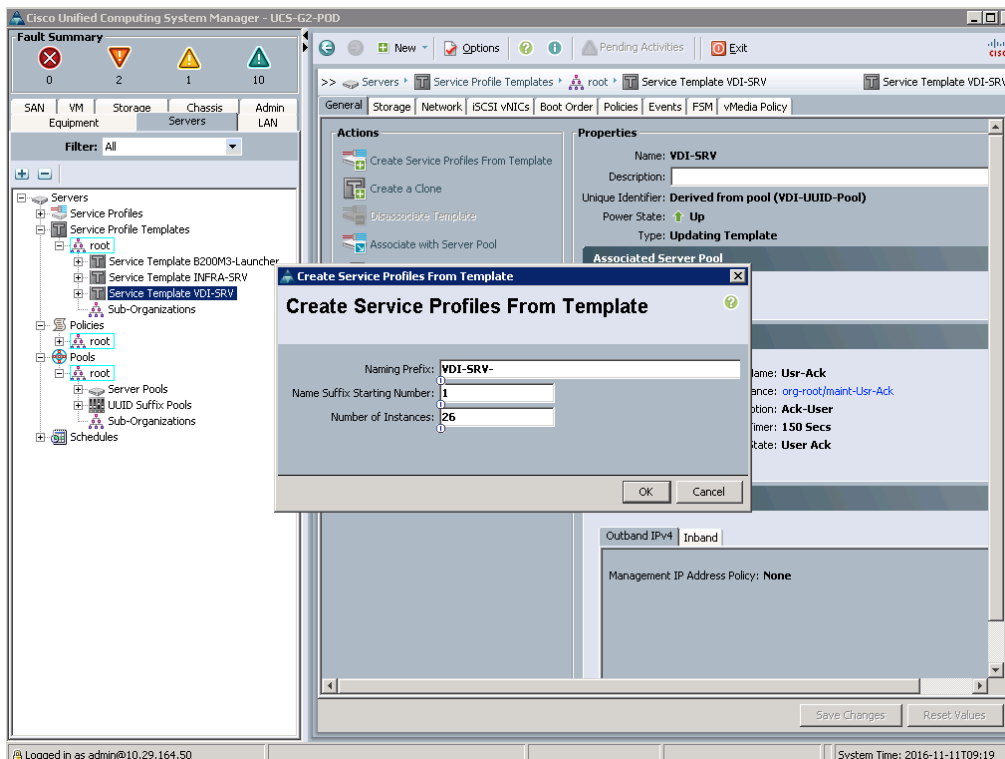 Cisco Unified Computing System Manager - UCS-G2-POD
Fault Summary
0 2 1 10
New Options Pending Activities Exit
>> Servers Service Profile Templates root Service Template VDI-SRV Service Template VDI-SRV
SAN VM Storage Chassis Admin
Equipment Servers LAN
Filter: All
General Storage Network iSCSI vNICs Boot Order Policies Events FSM vMedia Policy
Servers
Service Profiles
Service Profile Templates
root
Service Template B200M3-Launcher
Service Template INFRA-SRV
Service Template VDI-SRV
Sub-Organizations
Policies
root
Pools
root
Server Pools
UUID Suffix Pools
Sub-Organizations
Schedules
Actions
Create Service Profiles From Template
Create a Clone
Disassociate Template
Associate with Server Pool
Properties
Name: VDI-SRV
Description:
Unique Identifier: Derived from pool (VDI-UUID-Pool)
Power State: Up
Type: Updating Template
Associated Server Pool
Create Service Profiles From Template
Create Service Profiles From Template
Naming Prefix: VDI-SRV-
Name Suffix Starting Number: 1
Number of Instances: 26
OK Cancel
Name: Usr-Ack
org-root/maint-Usr-Ack
Ack-User
150 Secs
State: User Ack
Outband IPv4 Inband
Management IP Address Policy: None
Save Changes Reset Values
Logged in as admin@10.29.164.50 System Time: 2016-11-11T09:19